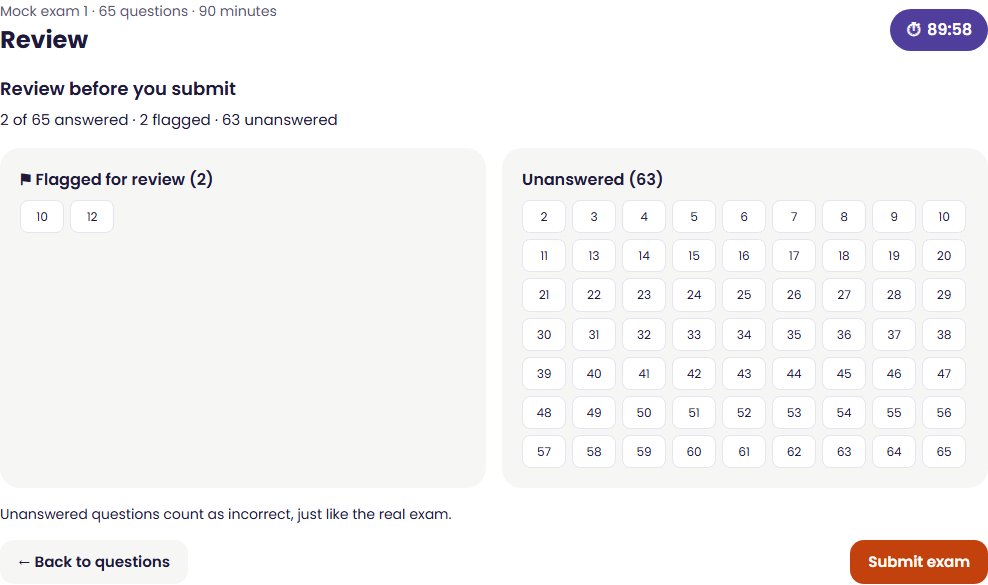 Mock exam 1 · 65 questions · 90 minutes
Review
⏱ 89:58
Review before you submit
2 of 65 answered · 2 flagged · 63 unanswered
⚑ Flagged for review (2)
10 12
Unanswered (63)
2 3 4 5 6 7 8 9 10
11 13 14 15 16 17 18 19 20
21 22 23 24 25 26 27 28 29
30 31 32 33 34 35 36 37 38
39 40 41 42 43 44 45 46 47
48 49 50 51 52 53 54 55 56
57 58 59 60 61 62 63 64 65
Unanswered questions count as incorrect, just like the real exam.
← Back to questions
Submit exam